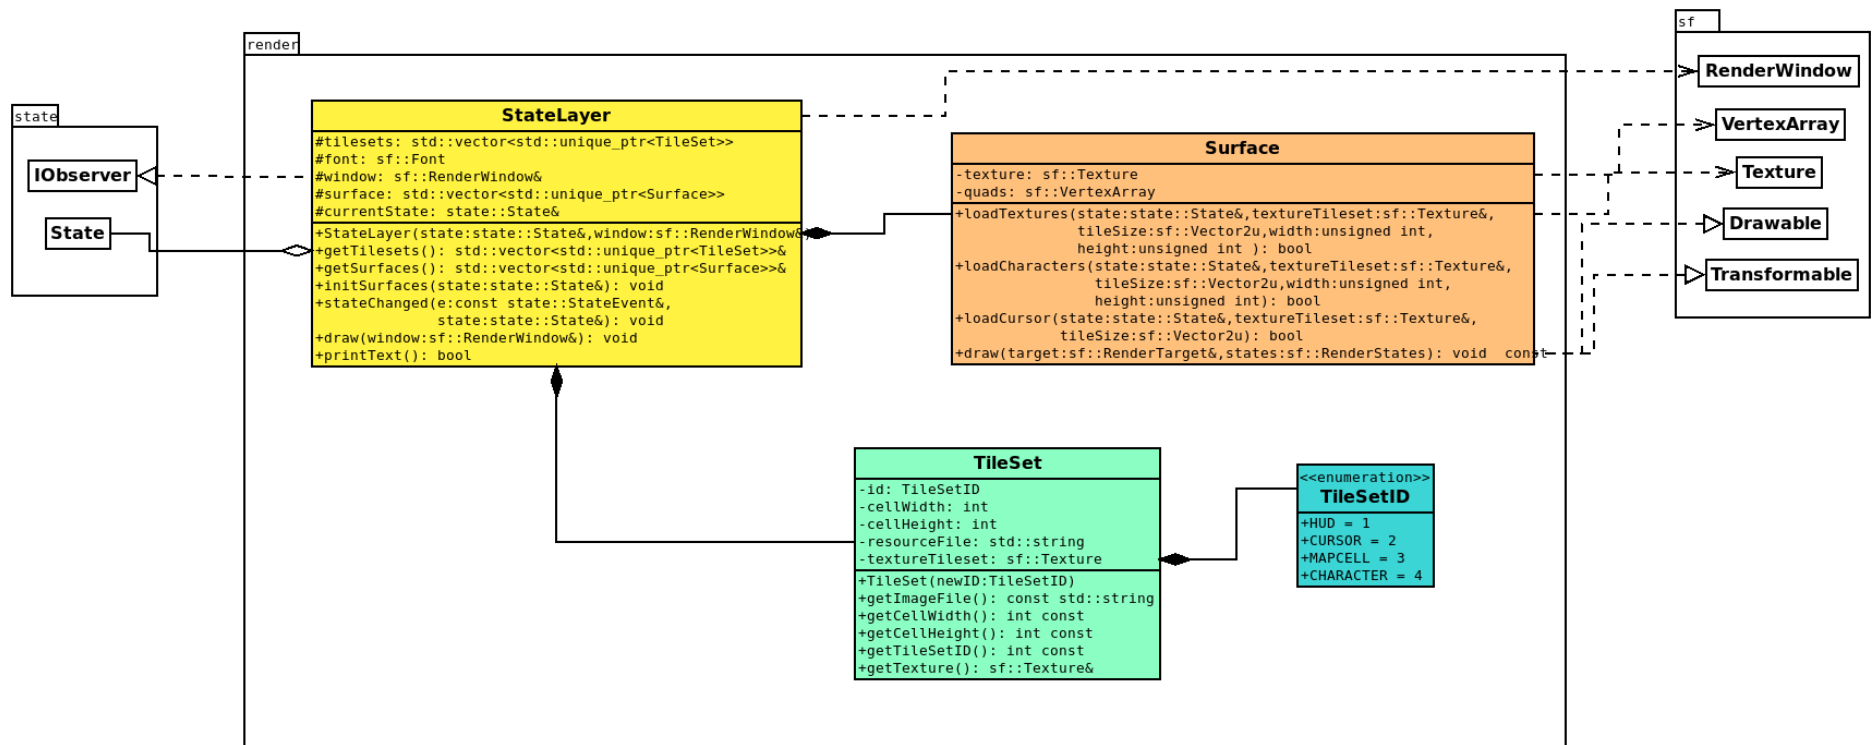 state
IObserver
State
render
StateLayer
#tilesets: std::vector<std::unique_ptr<TileSet>>
#font: sf::Font
#window: sf::RenderWindow&
#surface: std::vector<std::unique_ptr<Surface>>
#currentState: state::State&
+StateLayer(state:state::State&,window:sf::RenderWindow&)
+getTilesets(): std::vector<std::unique_ptr<TileSet>>&
+getSurfaces(): std::vector<std::unique_ptr<Surface>>&
+initSurfaces(state:state::State&): void
+stateChanged(e:const state::StateEvent&,
state:state::State&): void
+draw(window:sf::RenderWindow&): void
+printText(): bool
Surface
-texture: sf::Texture
-quads: sf::VertexArray
+loadTextures(state:state::State&,textureTileset:sf::Texture&,
tileSize:sf::Vector2u,width:unsigned int,
height:unsigned int ): bool
+loadCharacters(state:state::State&,textureTileset:sf::Texture&,
tileSize:sf::Vector2u,width:unsigned int,
height:unsigned int): bool
+loadCursor(state:state::State&,textureTileset:sf::Texture&,
tileSize:sf::Vector2u): bool
+draw(target:sf::RenderTarget&,states:sf::RenderStates): void  const
TileSet
-id: TileSetID
-cellWidth: int
-cellHeight: int
-resourceFile: std::string
-textureTileset: sf::Texture
+TileSet(newID:TileSetID)
+getImageFile(): const std::string
+getCellWidth(): int const
+getCellHeight(): int const
+getTileSetID(): int const
+getTexture(): sf::Texture&
<<enumeration>>
TileSetID
+HUD = 1
+CURSOR = 2
+MAPCELL = 3
+CHARACTER = 4
sf
RenderWindow
VertexArray
Texture
Drawable
Transformable